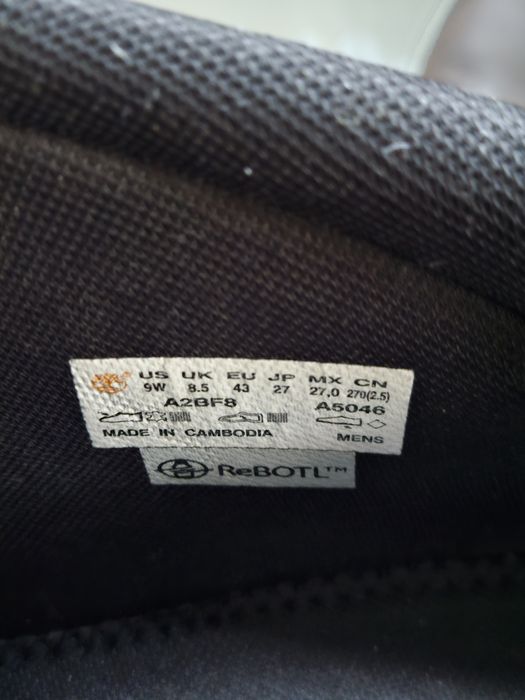 US UK EU JP MX CN
9W 8.5 43 27 27,0 270(2.5)
A2BF8 A5046
MADE IN CAMBODIA MENS
ReBOTL™